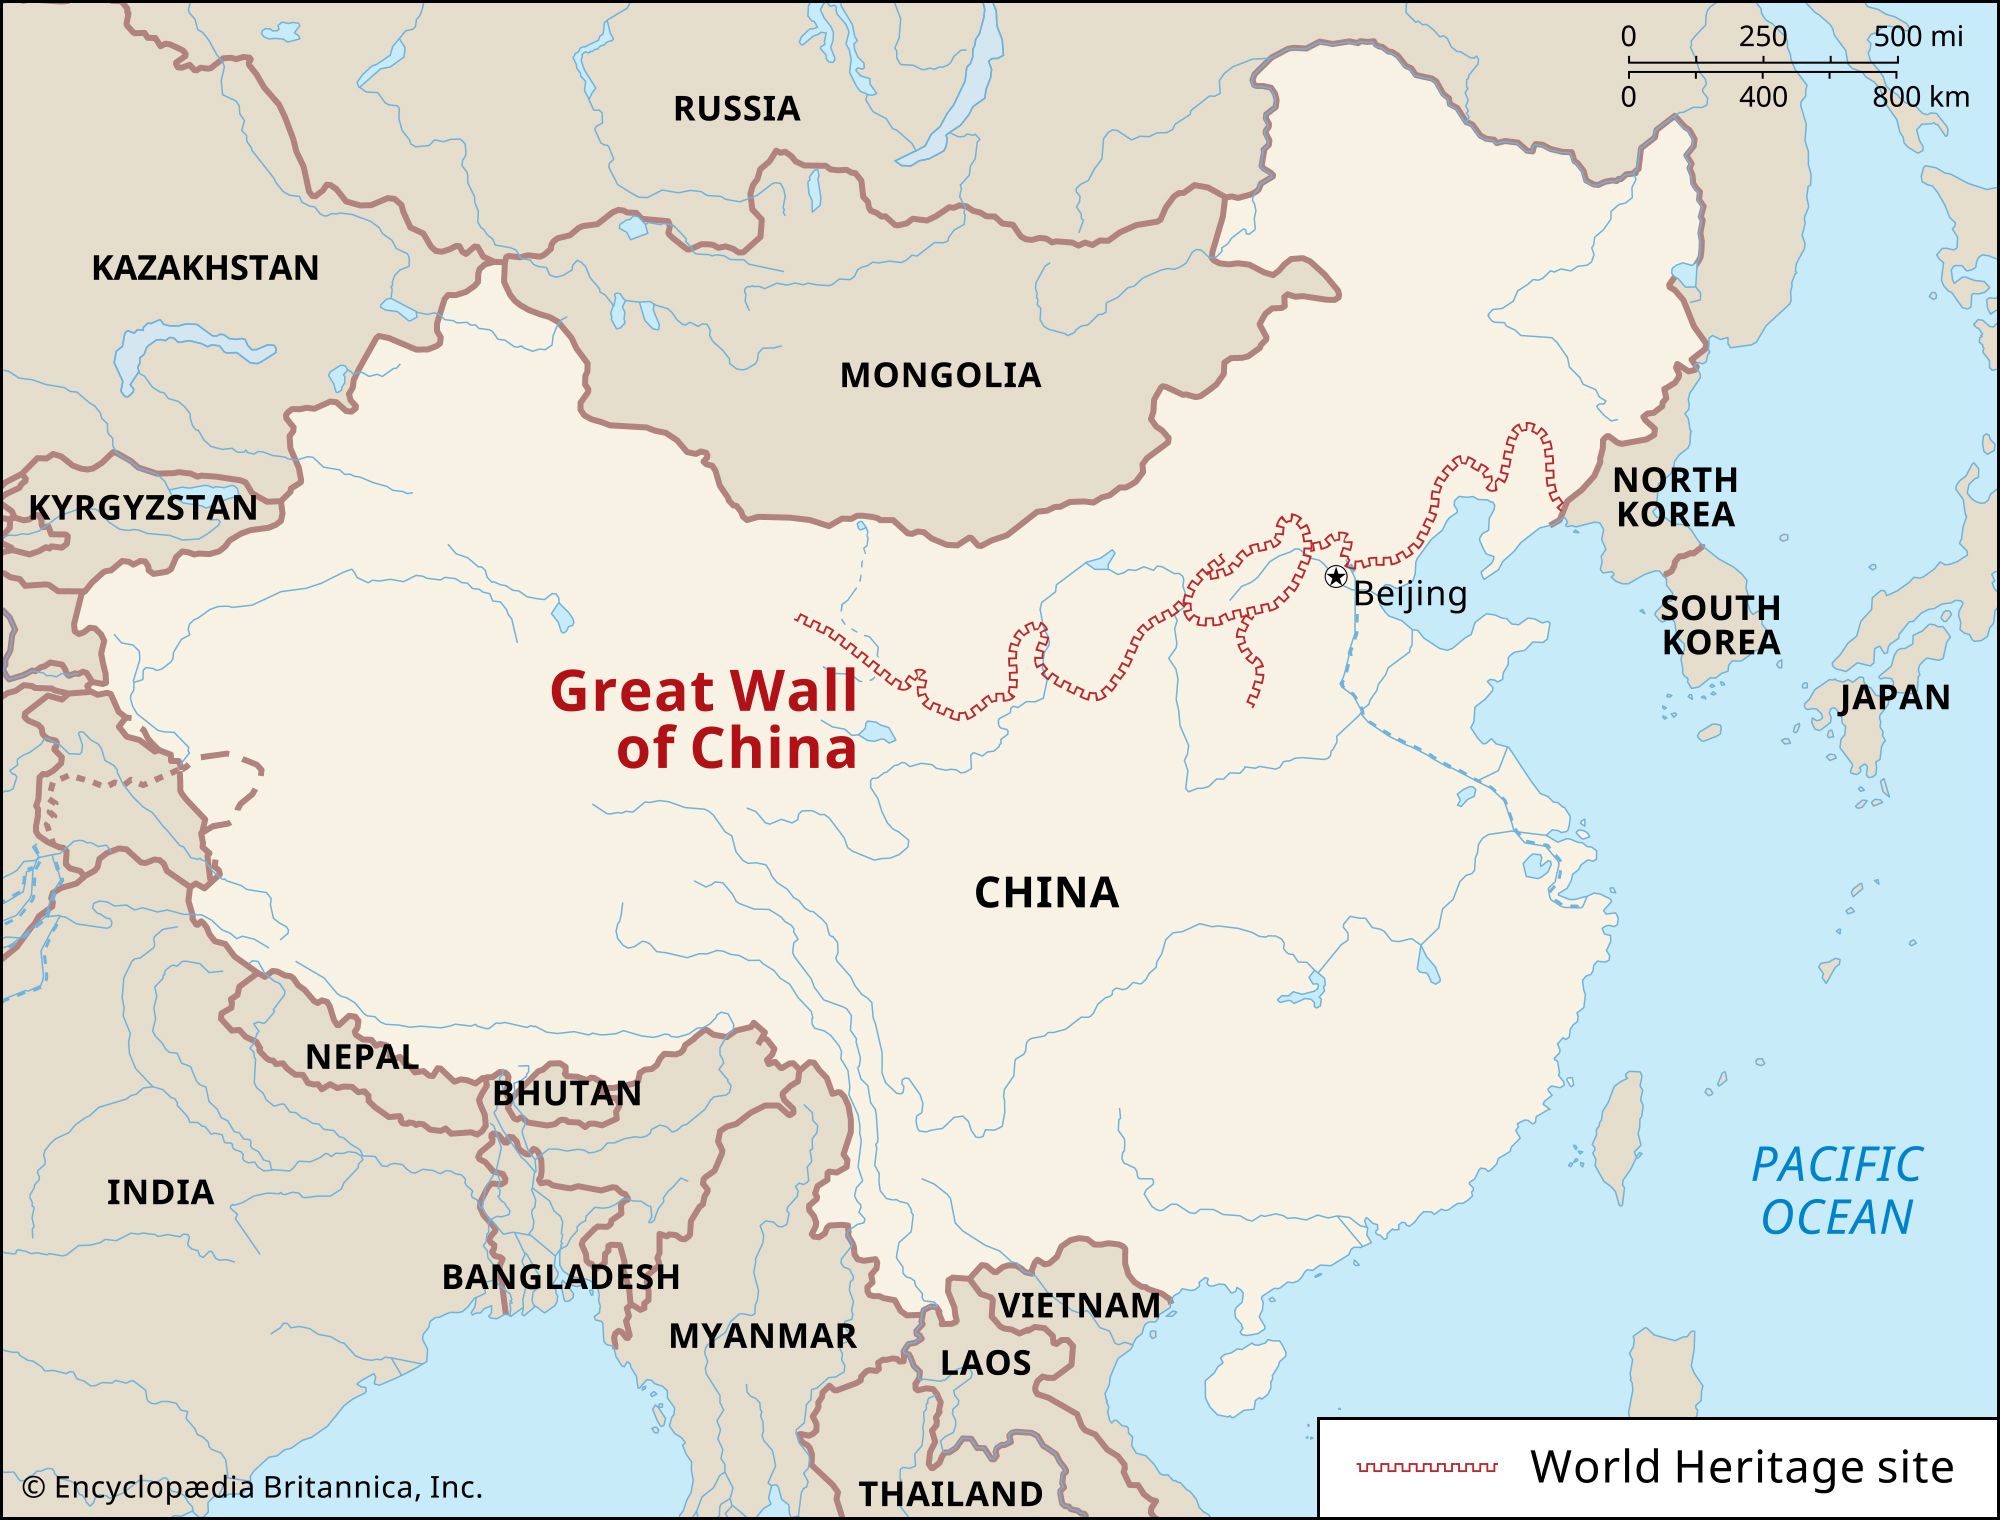 0 250 500 mi
0 400 800 km
RUSSIA
KAZAKHSTAN
MONGOLIA
KYRGYZSTAN
NORTH
KOREA
Beijing
SOUTH
KOREA
JAPAN
Great Wall
of China
CHINA
NEPAL
BHUTAN
INDIA
PACIFIC
OCEAN
BANGLADESH
VIETNAM
MYANMAR
LAOS
THAILAND
World Heritage site
© Encyclopædia Britannica, Inc.